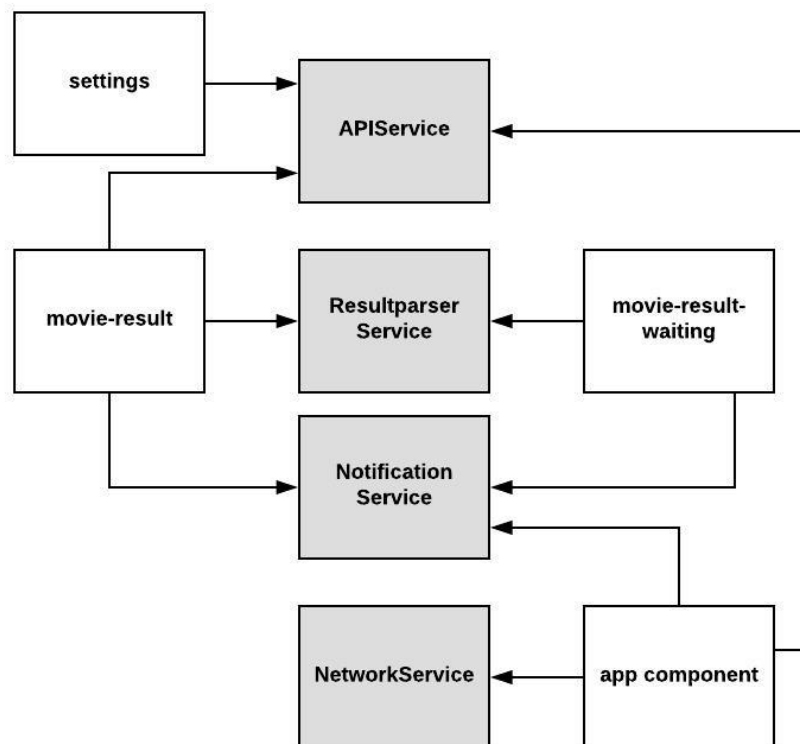 settings
APIService
movie-result
Resultparser
Service
movie-result-
waiting
Notification
Service
NetworkService
app component